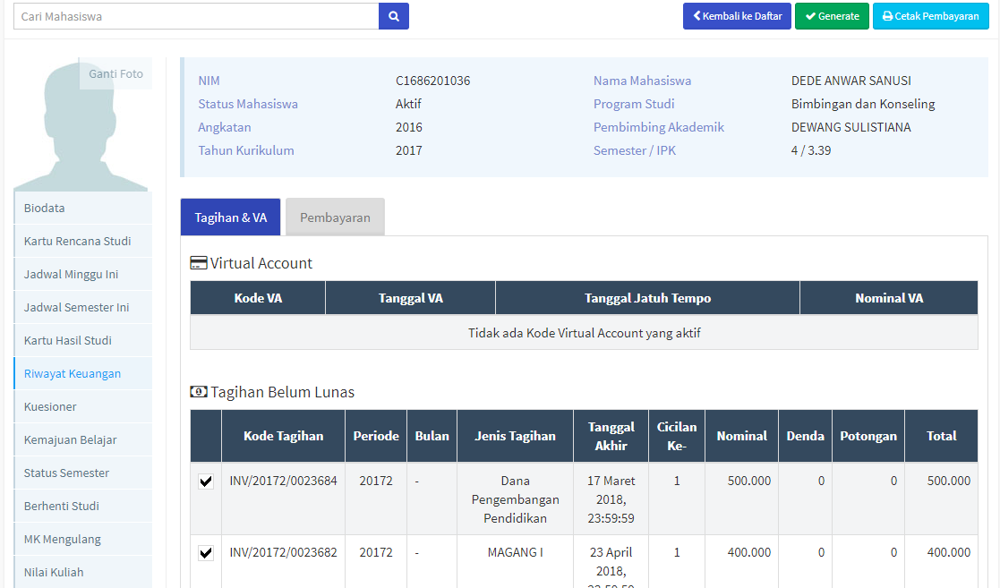 Cari Mahasiswa
Kembali ke Daftar
Generate
Cetak Pembayaran
Ganti Foto
NIM C1686201036 Nama Mahasiswa DEDE ANWAR SANUSI
Status Mahasiswa Aktif Program Studi Bimbingan dan Konseling
Angkatan 2016 Pembimbing Akademik DEWANG SULISTIANA
Tahun Kurikulum 2017 Semester / IPK 4 / 3.39
Biodata
Kartu Rencana Studi
Jadwal Minggu Ini
Jadwal Semester Ini
Kartu Hasil Studi
Riwayat Keuangan
Kuesioner
Kemajuan Belajar
Status Semester
Berhenti Studi
MK Mengulang
Nilai Kuliah
Tagihan & VA Pembayaran
Virtual Account
Kode VA Tanggal VA Tanggal Jatuh Tempo Nominal VA
Tidak ada Kode Virtual Account yang aktif
Tagihan Belum Lunas
Kode Tagihan Periode Bulan Jenis Tagihan Tanggal Akhir Cicilan Ke- Nominal Denda Potongan Total
INV/20172/0023684 20172 - Dana Pengembangan Pendidikan 17 Maret 2018, 23:59:59 1 500.000 0 0 500.000
INV/20172/0023682 20172 - MAGANG I 23 April 2018, 1 400.000 0 0 400.000